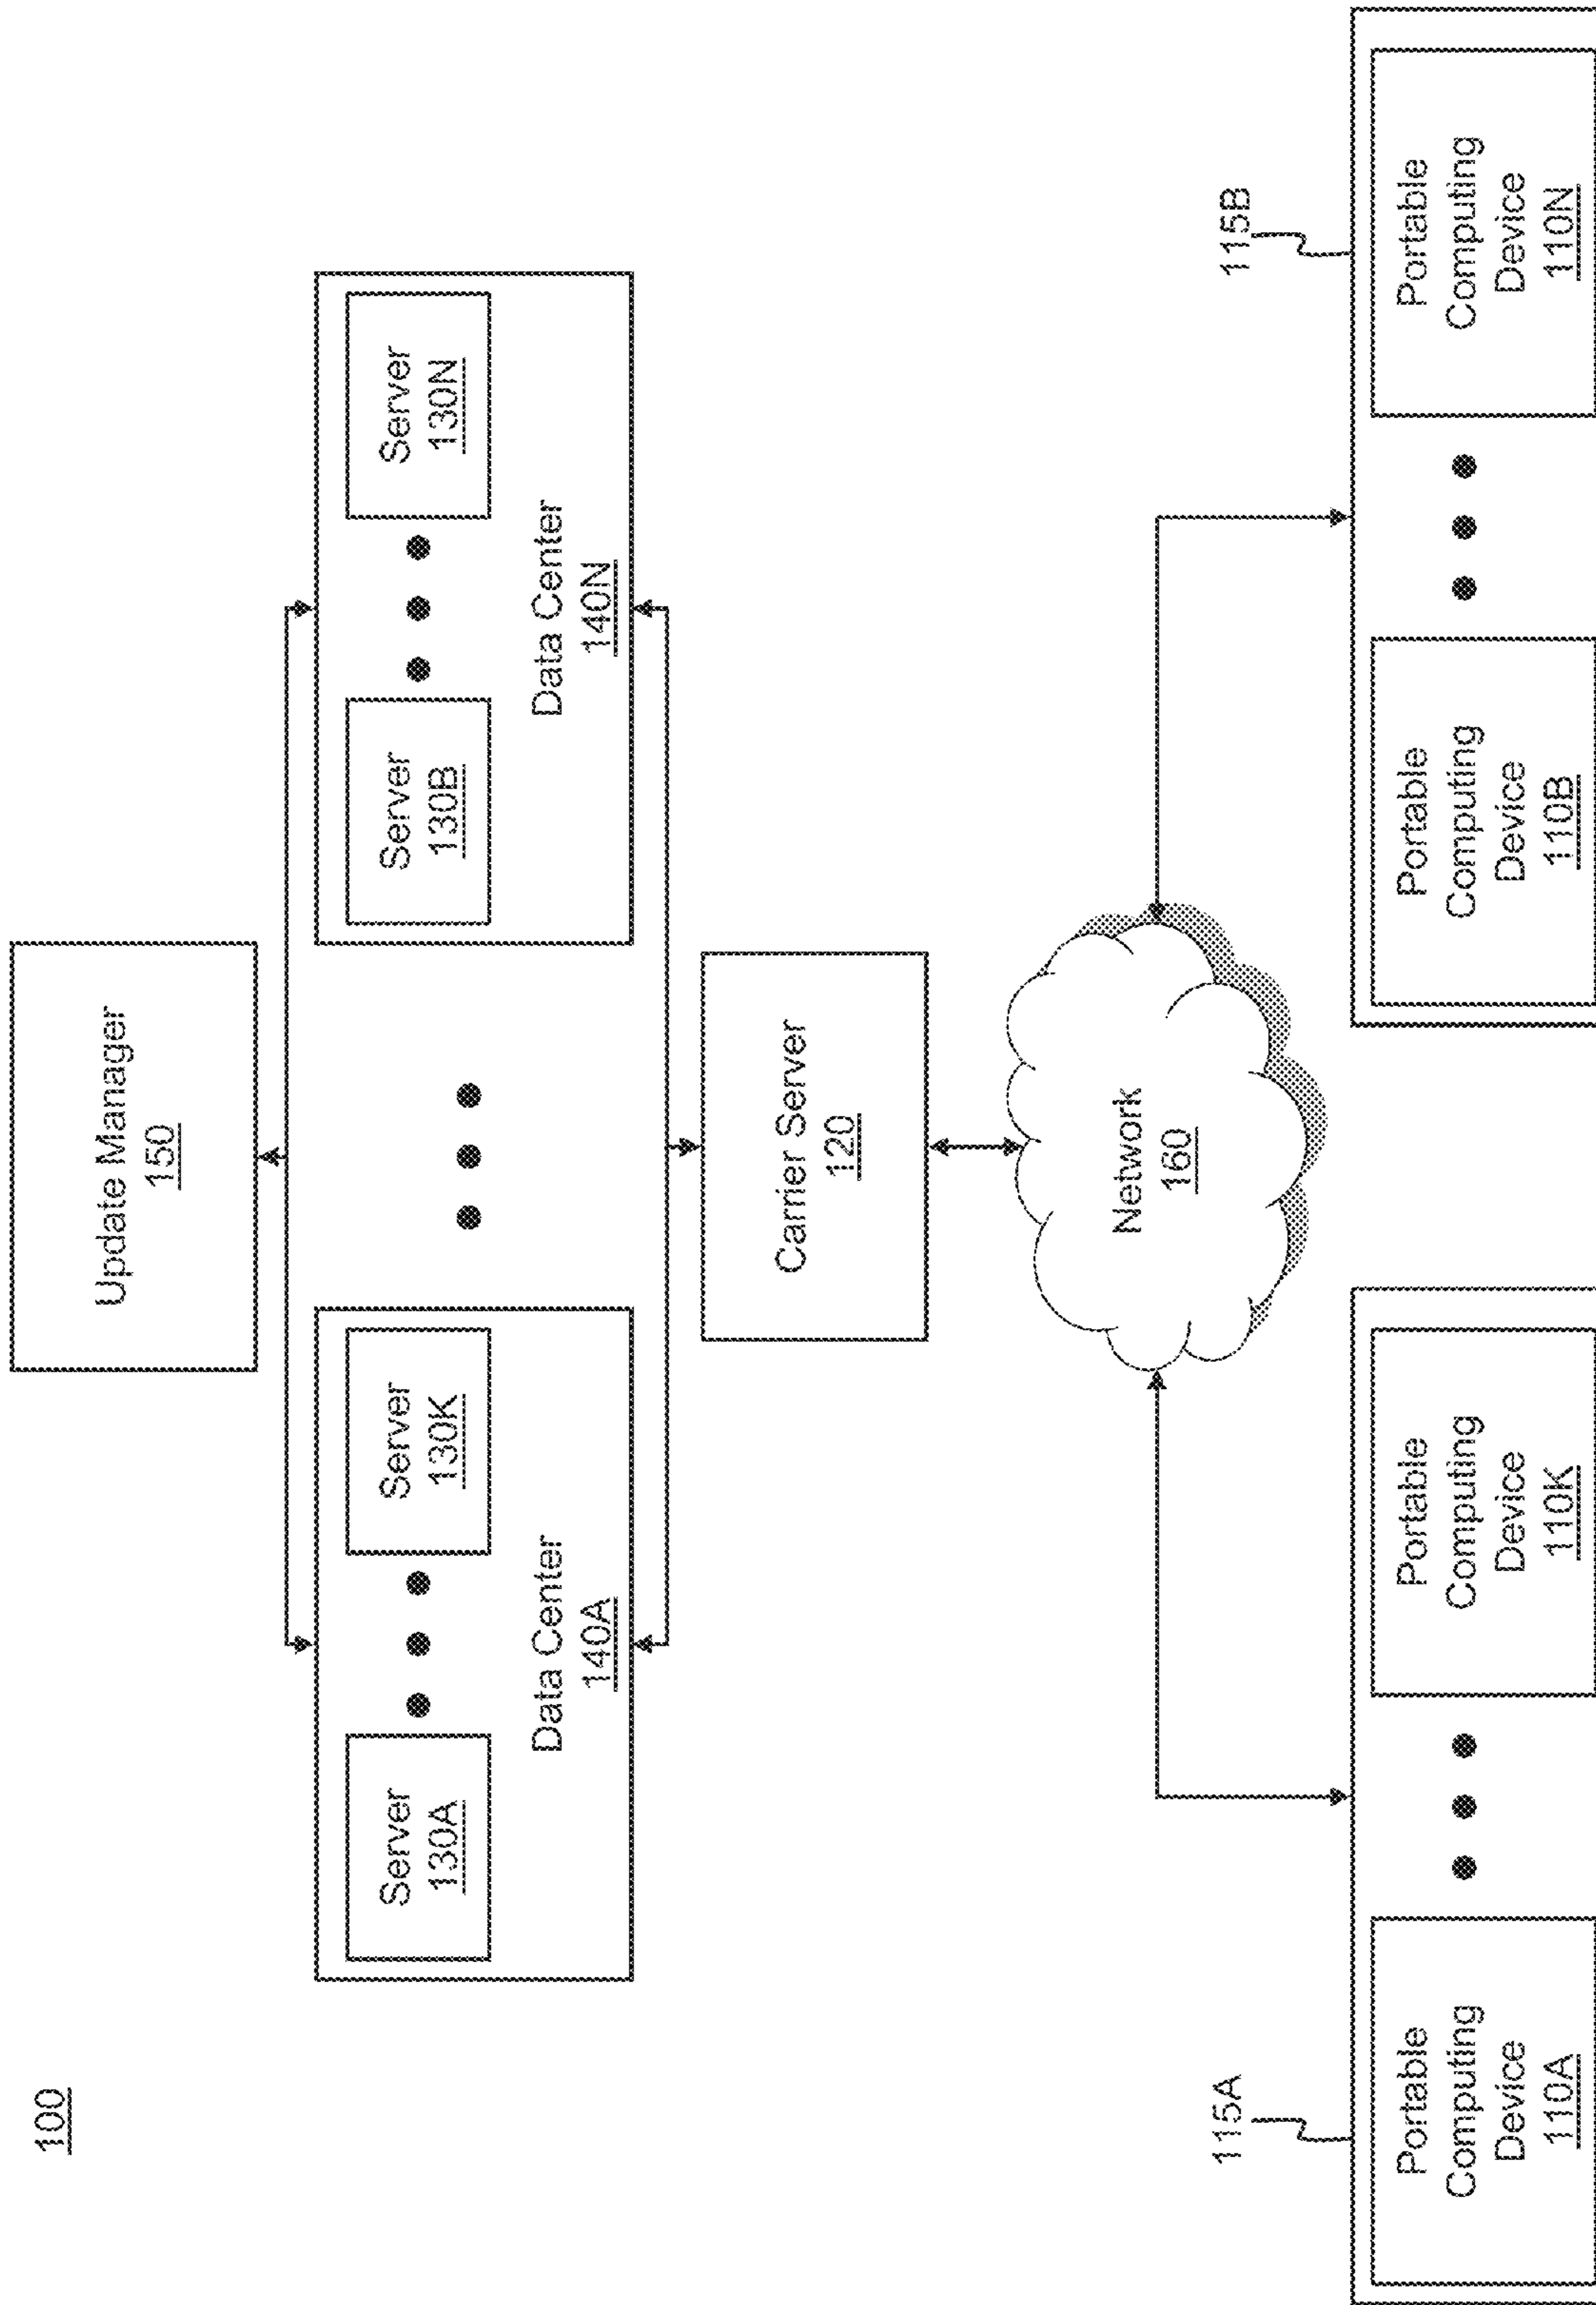 100
Update Manager
150
Server
130A
Server
130K
Data Center
140A
Server
130B
Server
130N
Data Center
140N
Carrier Server
120
Network
160
115A
115B
Portable
Computing
Device
110A
Portable
Computing
Device
110K
Portable
Computing
Device
110B
Portable
Computing
Device
110N